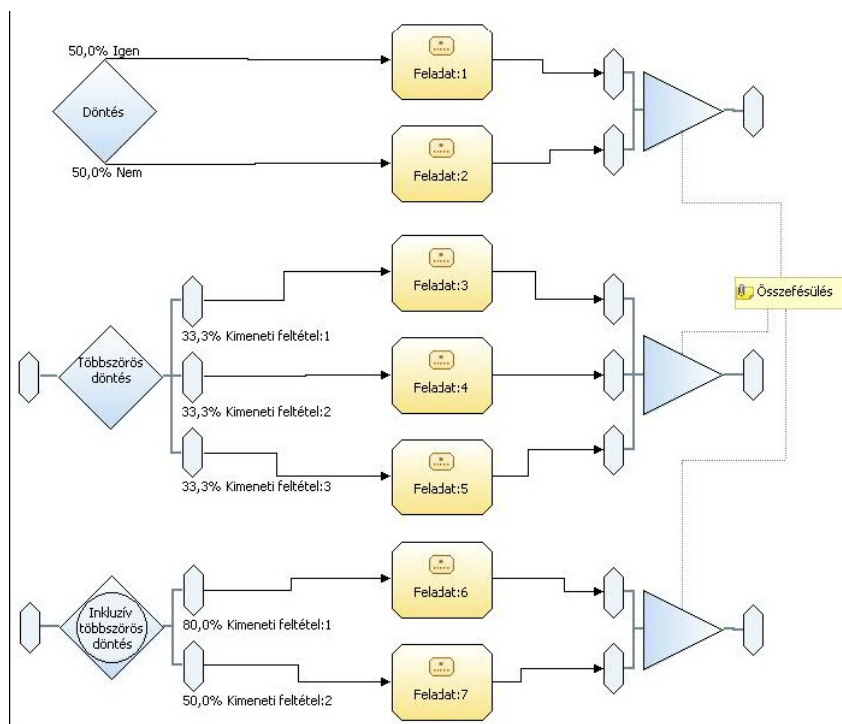 50,0% Igen
Döntés
50,0% Nem
Feladat:1
Feladat:2
Összefésülés
Többszörös
döntés
33,3% Kimeneti feltétel:1
33,3% Kimeneti feltétel:2
33,3% Kimeneti feltétel:3
Feladat:3
Feladat:4
Feladat:5
Inkluzív
többszörös
döntés
80,0% Kimeneti feltétel:1
50,0% Kimeneti feltétel:2
Feladat:6
Feladat:7